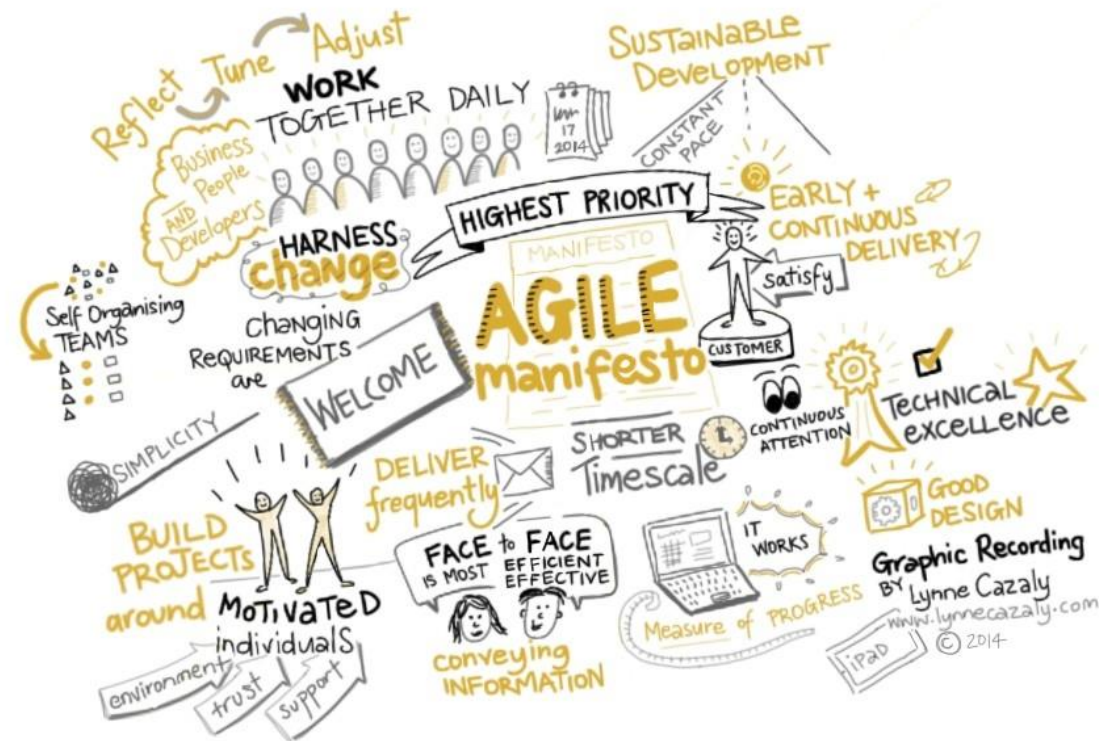 Reflect
Tune
Adjust
WORK
TOGETHER DAILY
Business
People
AND
Developers
17
2014
SUSTAINABLE
DEVELOPMENT
CONSTANT
PACE
HIGHEST PRIORITY
EARLY +
CONTINUOUS
DELIVERY
Satisfy
CUSTOMER
HARNESS
change
CHANGING
REQUIREMENTS
are
WELCOME
MANIFESTO
AGILE
manifesto
Self Organising
TEAMS
SIMPLICITY
DELIVER
frequently
SHORTER
Timescale
CONTINUOUS
ATTENTION
TECHNICAL
EXCELLENCE
GOOD
DESIGN
BUILD
PROJECTS
around
MOTIVATED
individuals
environment
trust
support
FACE to FACE
IS MOST
EFFICIENT
EFFECTIVE
conveying
INFORMATION
IT
WORKS
Measure of PROGRESS
Graphic Recording
BY Lynne Cazaly
www.lynnecazaly.com
© 2014
iPad